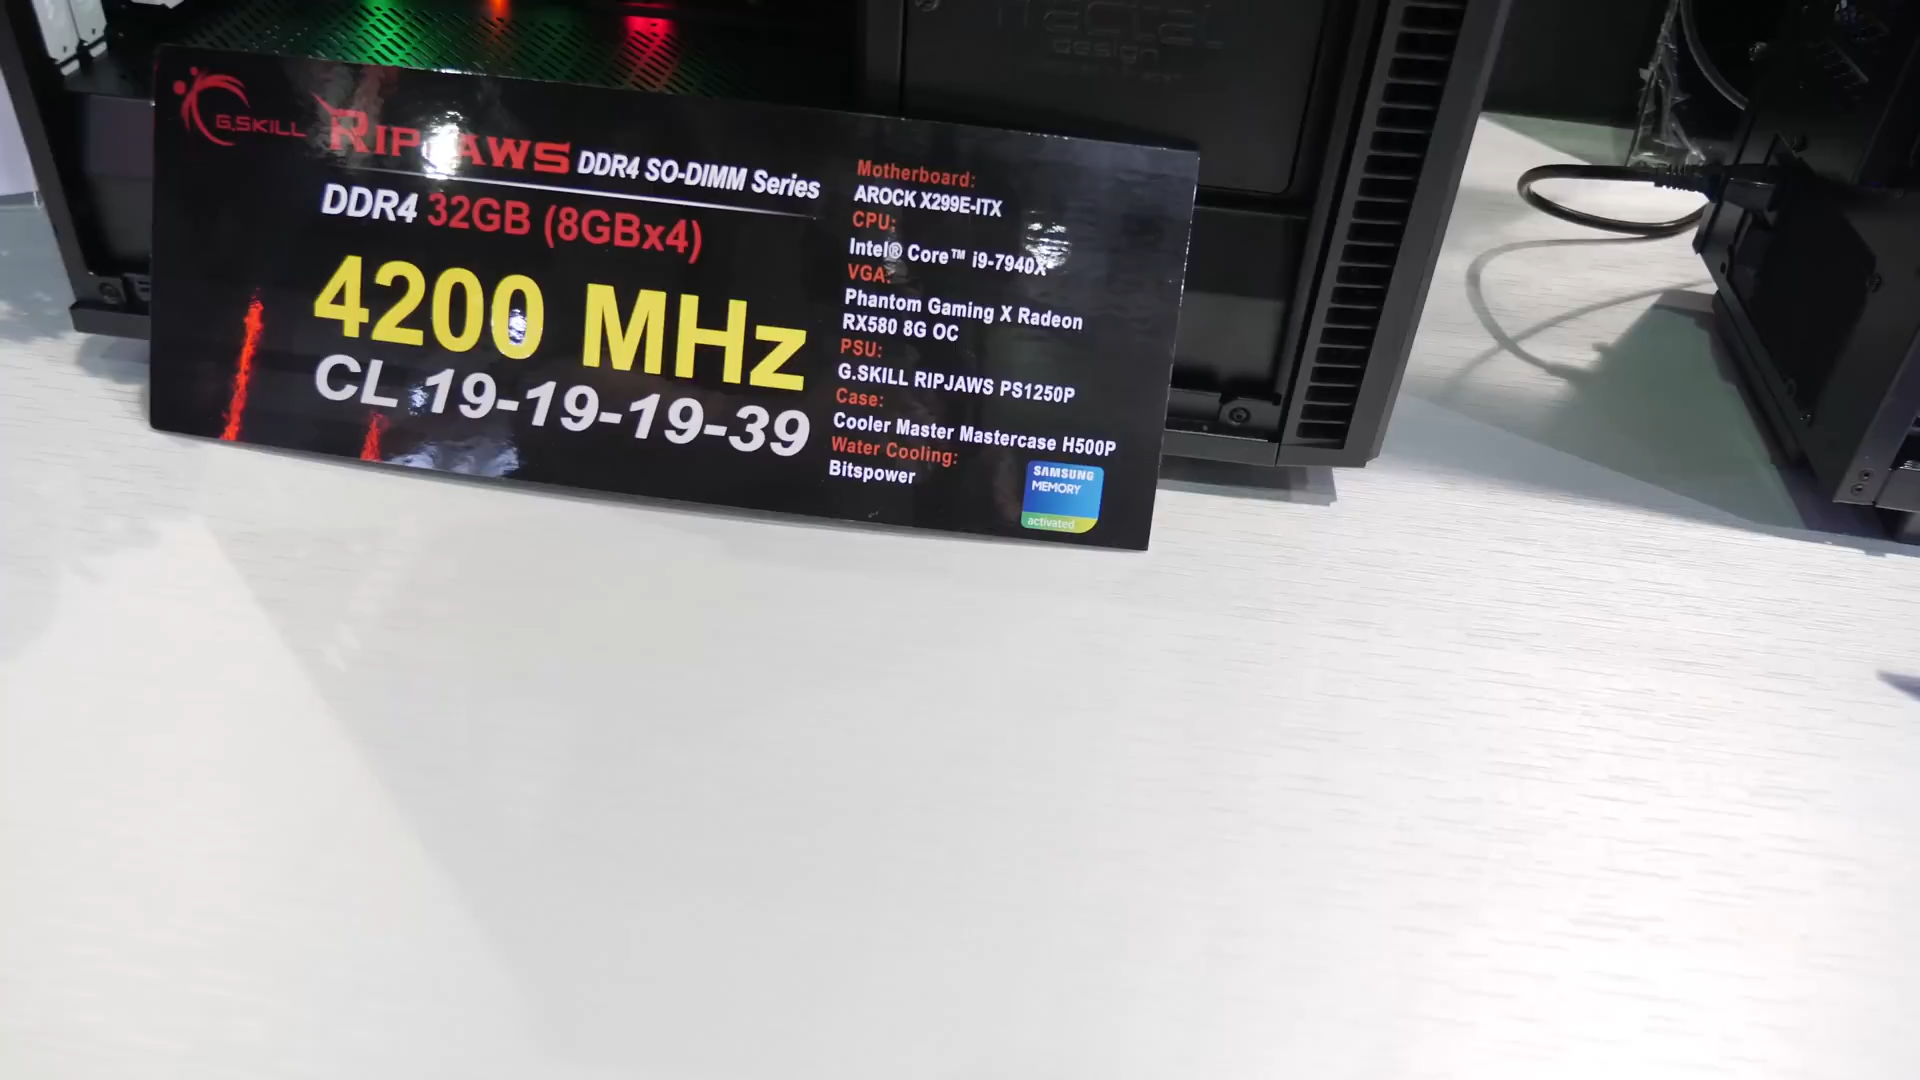 fractal
design
G.SKILL
RIPJAWS DDR4 SO-DIMM Series
DDR4 32GB (8GBx4)
4200 MHz
CL 19-19-19-39
Motherboard:
AROCK X299E-ITX
CPU:
Intel® Core™ i9-7940X
VGA:
Phantom Gaming X Radeon
RX580 8G OC
PSU:
G.SKILL RIPJAWS PS1250P
Case:
Cooler Master Mastercase H500P
Water Cooling:
Bitspower
SAMSUNG
MEMORY
activated